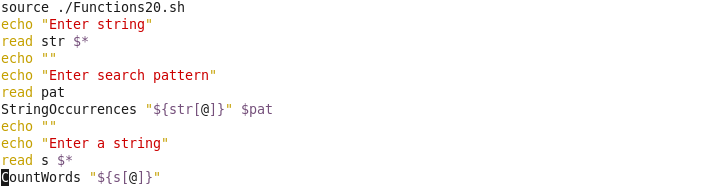 source ./Functions20.sh
echo "Enter string"
read str $*
echo ""
echo "Enter search pattern"
read pat
StringOccurrences "${str[@]}" $pat
echo ""
echo "Enter a string"
read s $*
CountWords "${s[@]}"